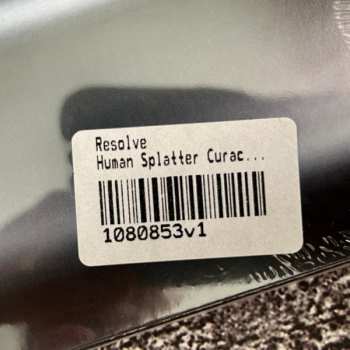 Resolve
Human Splatter Curac...
1080853v1